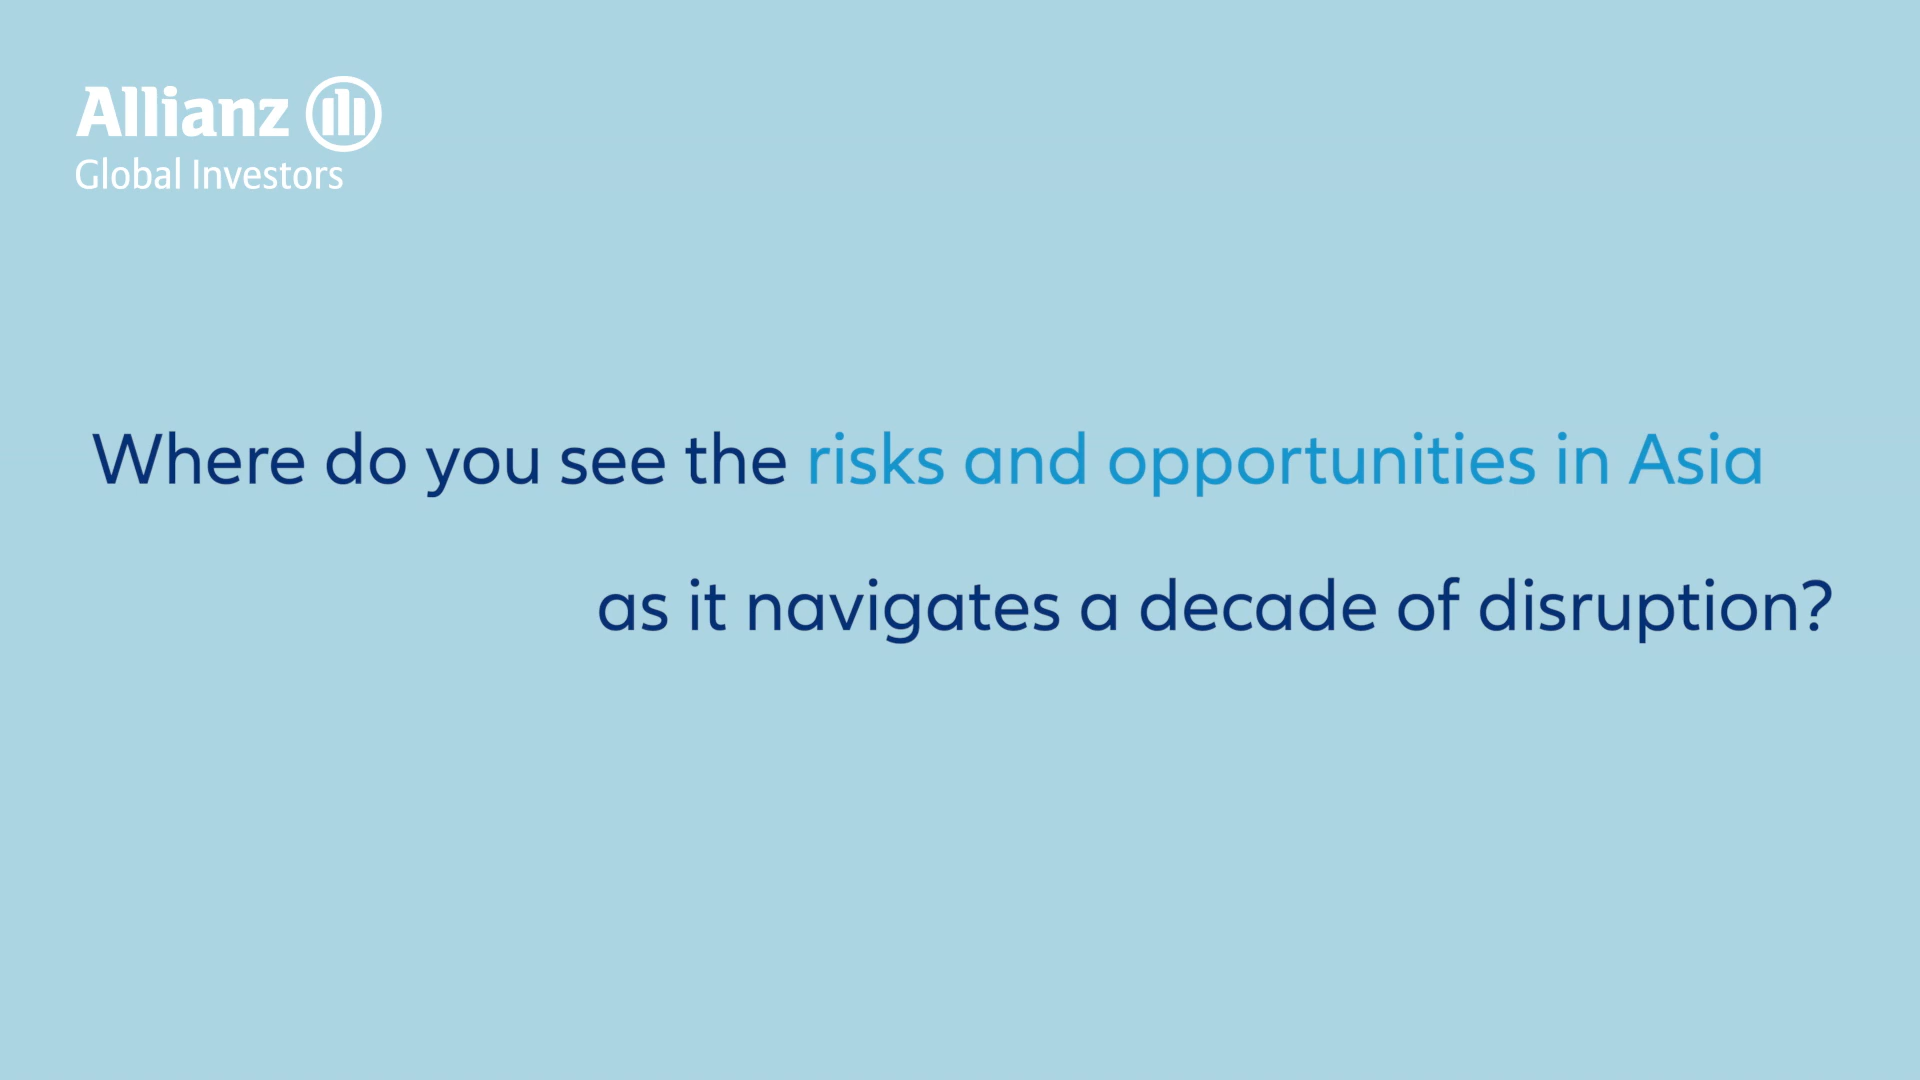 Allianz
Global Investors
Where do you see the risks and opportunities in Asia
as it navigates a decade of disruption?